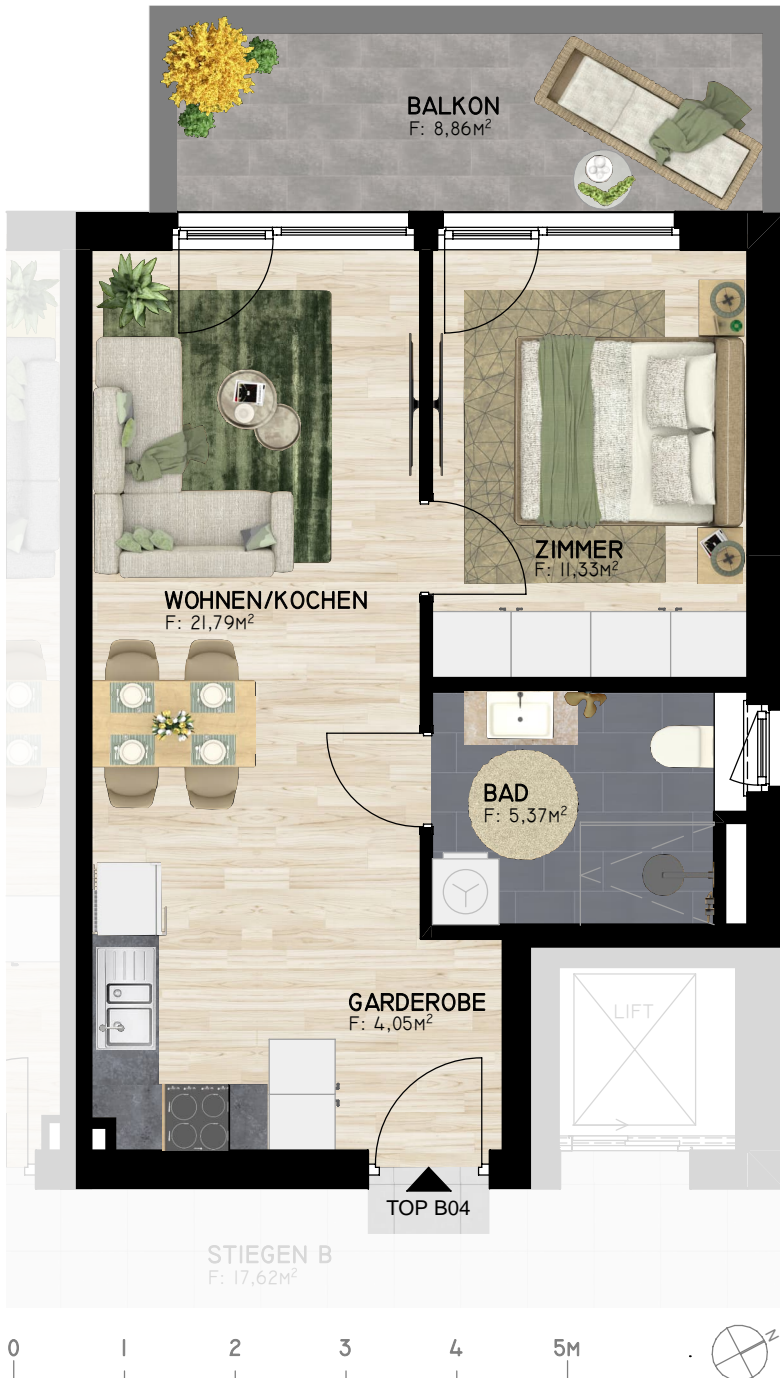 BALKON
F: 8,86M²
ZIMMER
F: 11,33M²
WOHNEN/KOCHEN
F: 21,79M²
BAD
F: 5,37M²
GARDEROBE
F: 4,05M²
LIFT
TOP B04
STIEGEN B
F: 17,62M²
0 1 2 3 4 5M
N